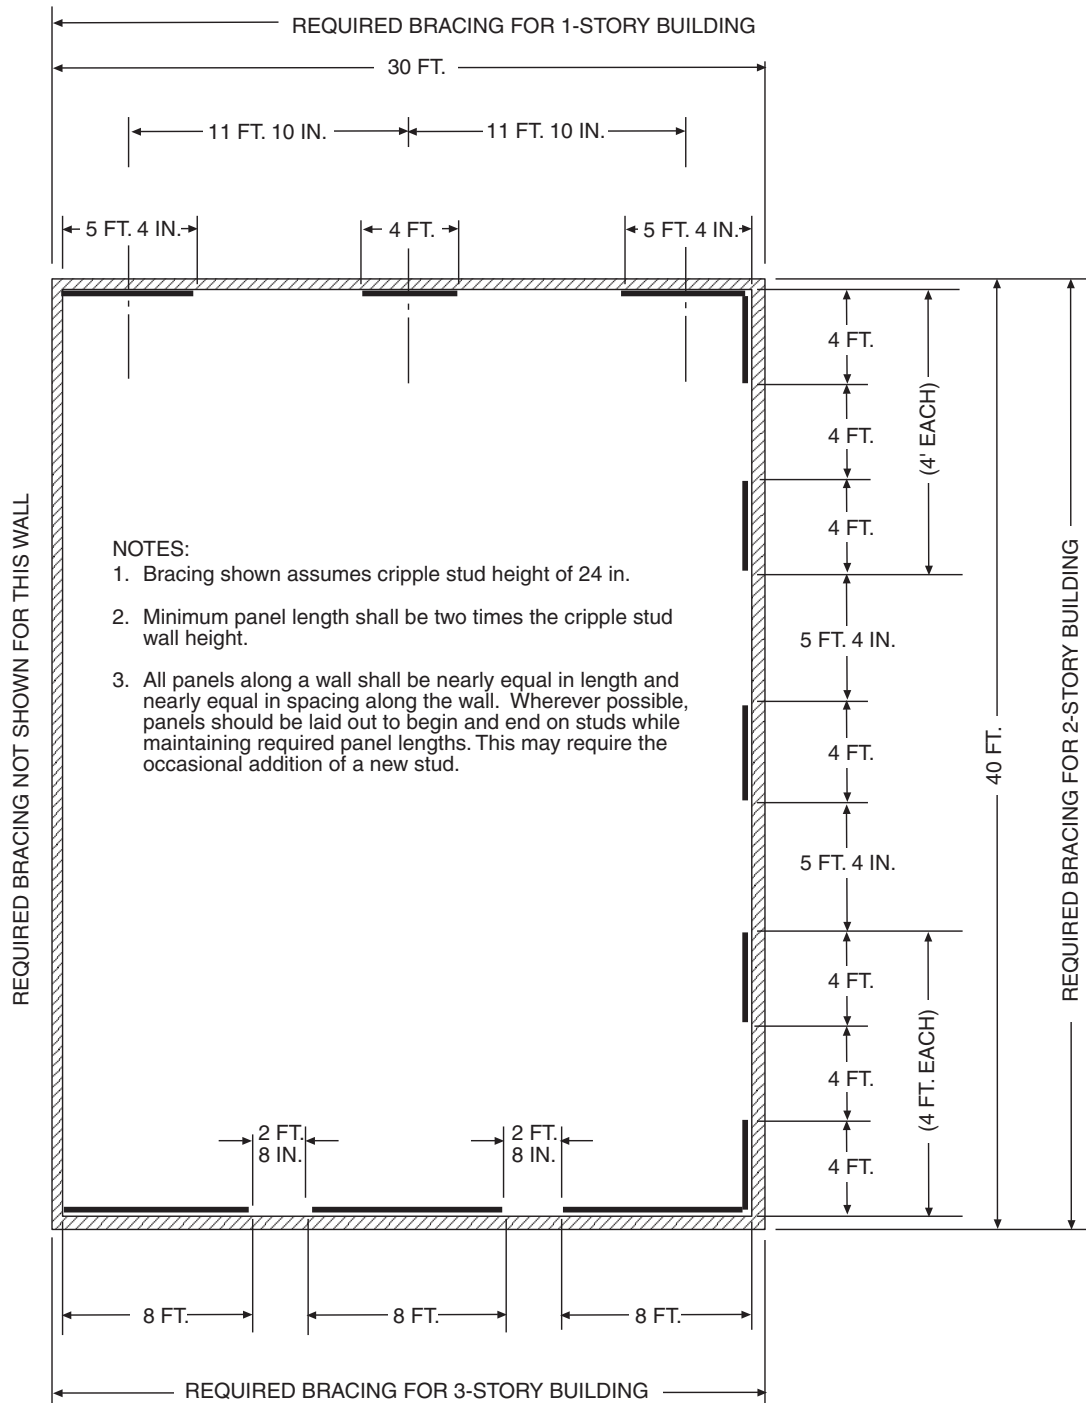 REQUIRED BRACING FOR 1-STORY BUILDING
30 FT.
11 FT. 10 IN.
11 FT. 10 IN.
5 FT. 4 IN.
4 FT.
5 FT. 4 IN.
4 FT.
4 FT.
4 FT.
(4' EACH)
5 FT. 4 IN.
4 FT.
5 FT. 4 IN.
4 FT.
4 FT.
4 FT.
(4 FT. EACH)
40 FT.
REQUIRED BRACING FOR 2-STORY BUILDING
REQUIRED BRACING NOT SHOWN FOR THIS WALL
NOTES:
1. Bracing shown assumes cripple stud height of 24 in.
2. Minimum panel length shall be two times the cripple stud
wall height.
3. All panels along a wall shall be nearly equal in length and
nearly equal in spacing along the wall. Wherever possible,
panels should be laid out to begin and end on studs while
maintaining required panel lengths. This may require the
occasional addition of a new stud.
2 FT.
8 IN.
2 FT.
8 IN.
8 FT.
8 FT.
8 FT.
REQUIRED BRACING FOR 3-STORY BUILDING